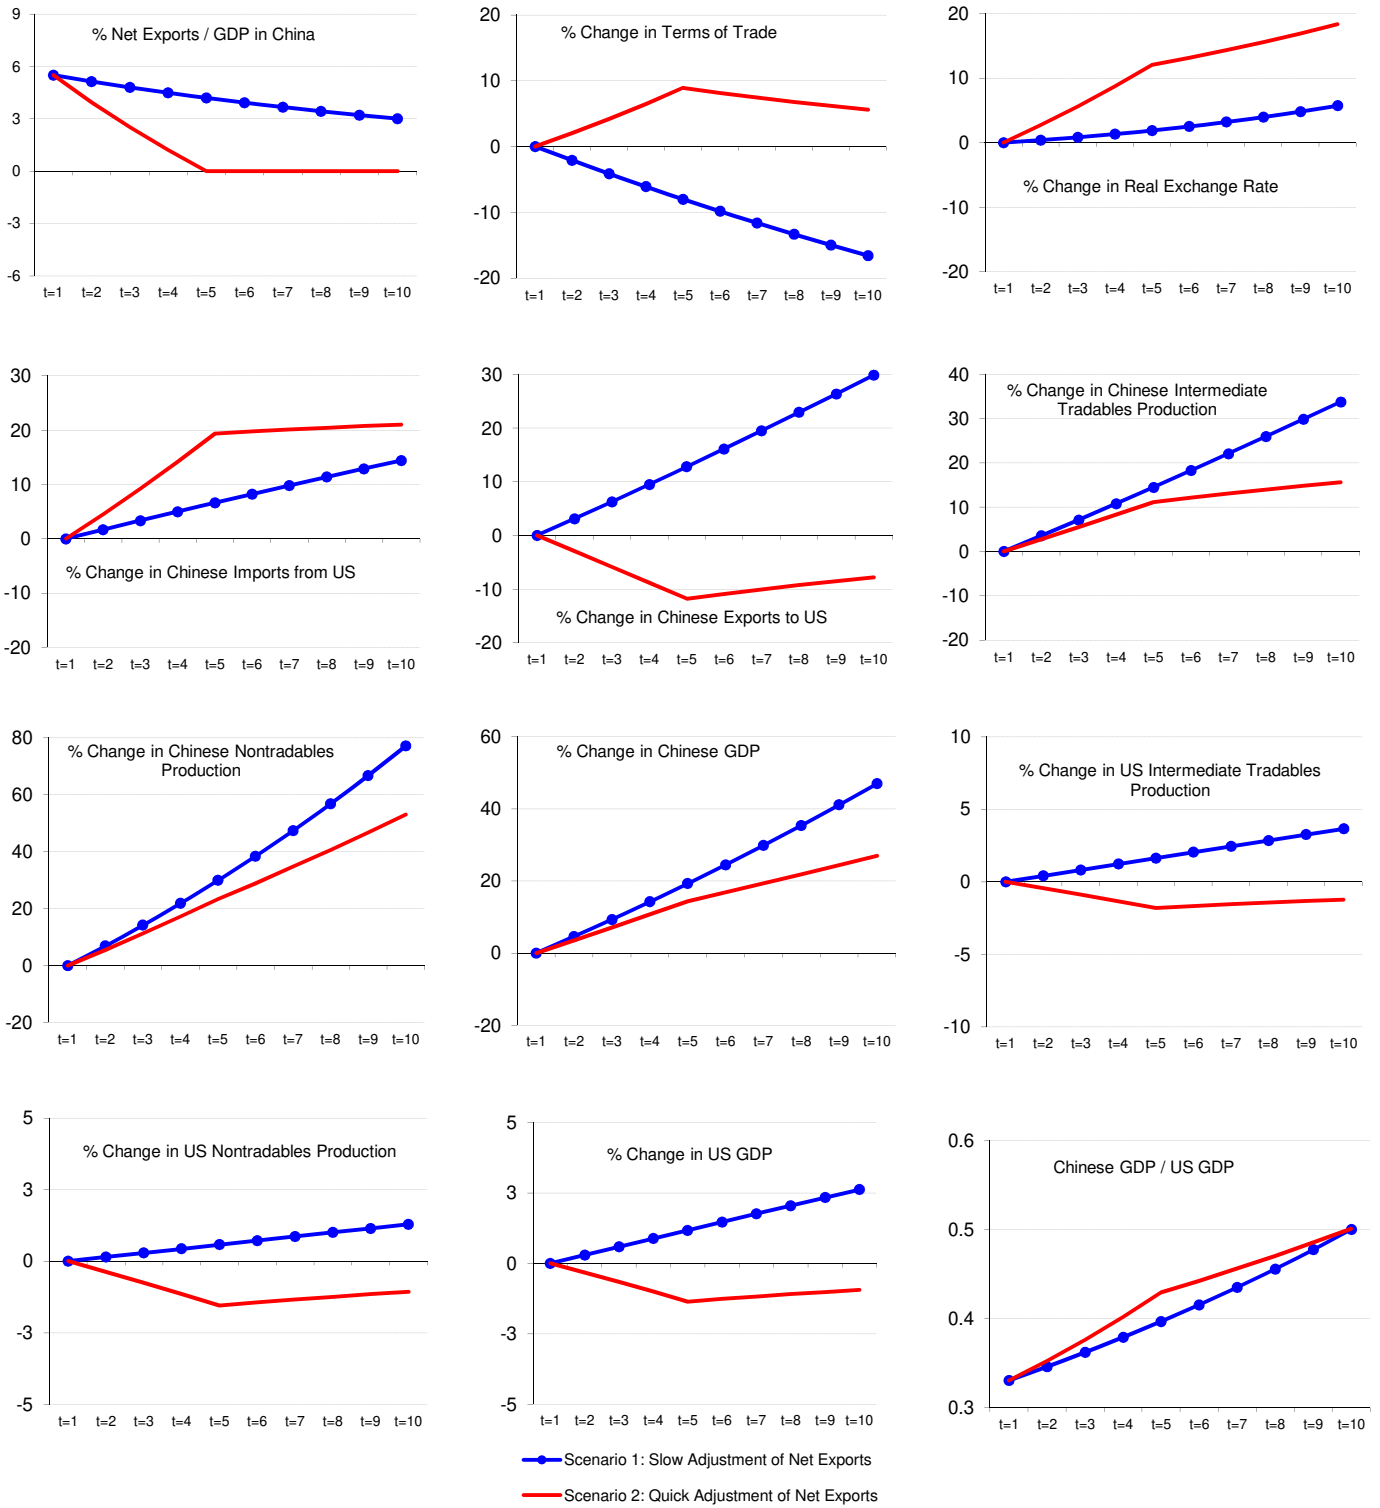 % Net Exports / GDP in China
9
6
3
0
-3
-6
t=1 t=2 t=3 t=4 t=5 t=6 t=7 t=8 t=9 t=10
% Change in Terms of Trade
20
10
0
-10
-20
t=1 t=2 t=3 t=4 t=5 t=6 t=7 t=8 t=9 t=10
20
10
0
% Change in Real Exchange Rate
-10
-20
t=1 t=2 t=3 t=4 t=5 t=6 t=7 t=8 t=9 t=10
30
20
10
0
% Change in Chinese Imports from US
-10
-20
t=1 t=2 t=3 t=4 t=5 t=6 t=7 t=8 t=9 t=10
30
20
10
0
-10
% Change in Chinese Exports to US
-20
t=1 t=2 t=3 t=4 t=5 t=6 t=7 t=8 t=9 t=10
40
% Change in Chinese Intermediate
Tradables Production
30
20
10
0
-10
-20
t=1 t=2 t=3 t=4 t=5 t=6 t=7 t=8 t=9 t=10
80
% Change in Chinese Nontradables
Production
60
40
20
0
-20
t=1 t=2 t=3 t=4 t=5 t=6 t=7 t=8 t=9 t=10
60
% Change in Chinese GDP
40
20
0
-20
t=1 t=2 t=3 t=4 t=5 t=6 t=7 t=8 t=9 t=10
10
% Change in US Intermediate Tradables
Production
5
0
-5
-10
t=1 t=2 t=3 t=4 t=5 t=6 t=7 t=8 t=9 t=10
5
% Change in US Nontradables Production
3
0
-3
-5
t=1 t=2 t=3 t=4 t=5 t=6 t=7 t=8 t=9 t=10
5
% Change in US GDP
3
0
-3
-5
t=1 t=2 t=3 t=4 t=5 t=6 t=7 t=8 t=9 t=10
0.6
Chinese GDP / US GDP
0.5
0.4
0.3
t=1 t=2 t=3 t=4 t=5 t=6 t=7 t=8 t=9 t=10
Scenario 1: Slow Adjustment of Net Exports
Scenario 2: Quick Adjustment of Net Exports